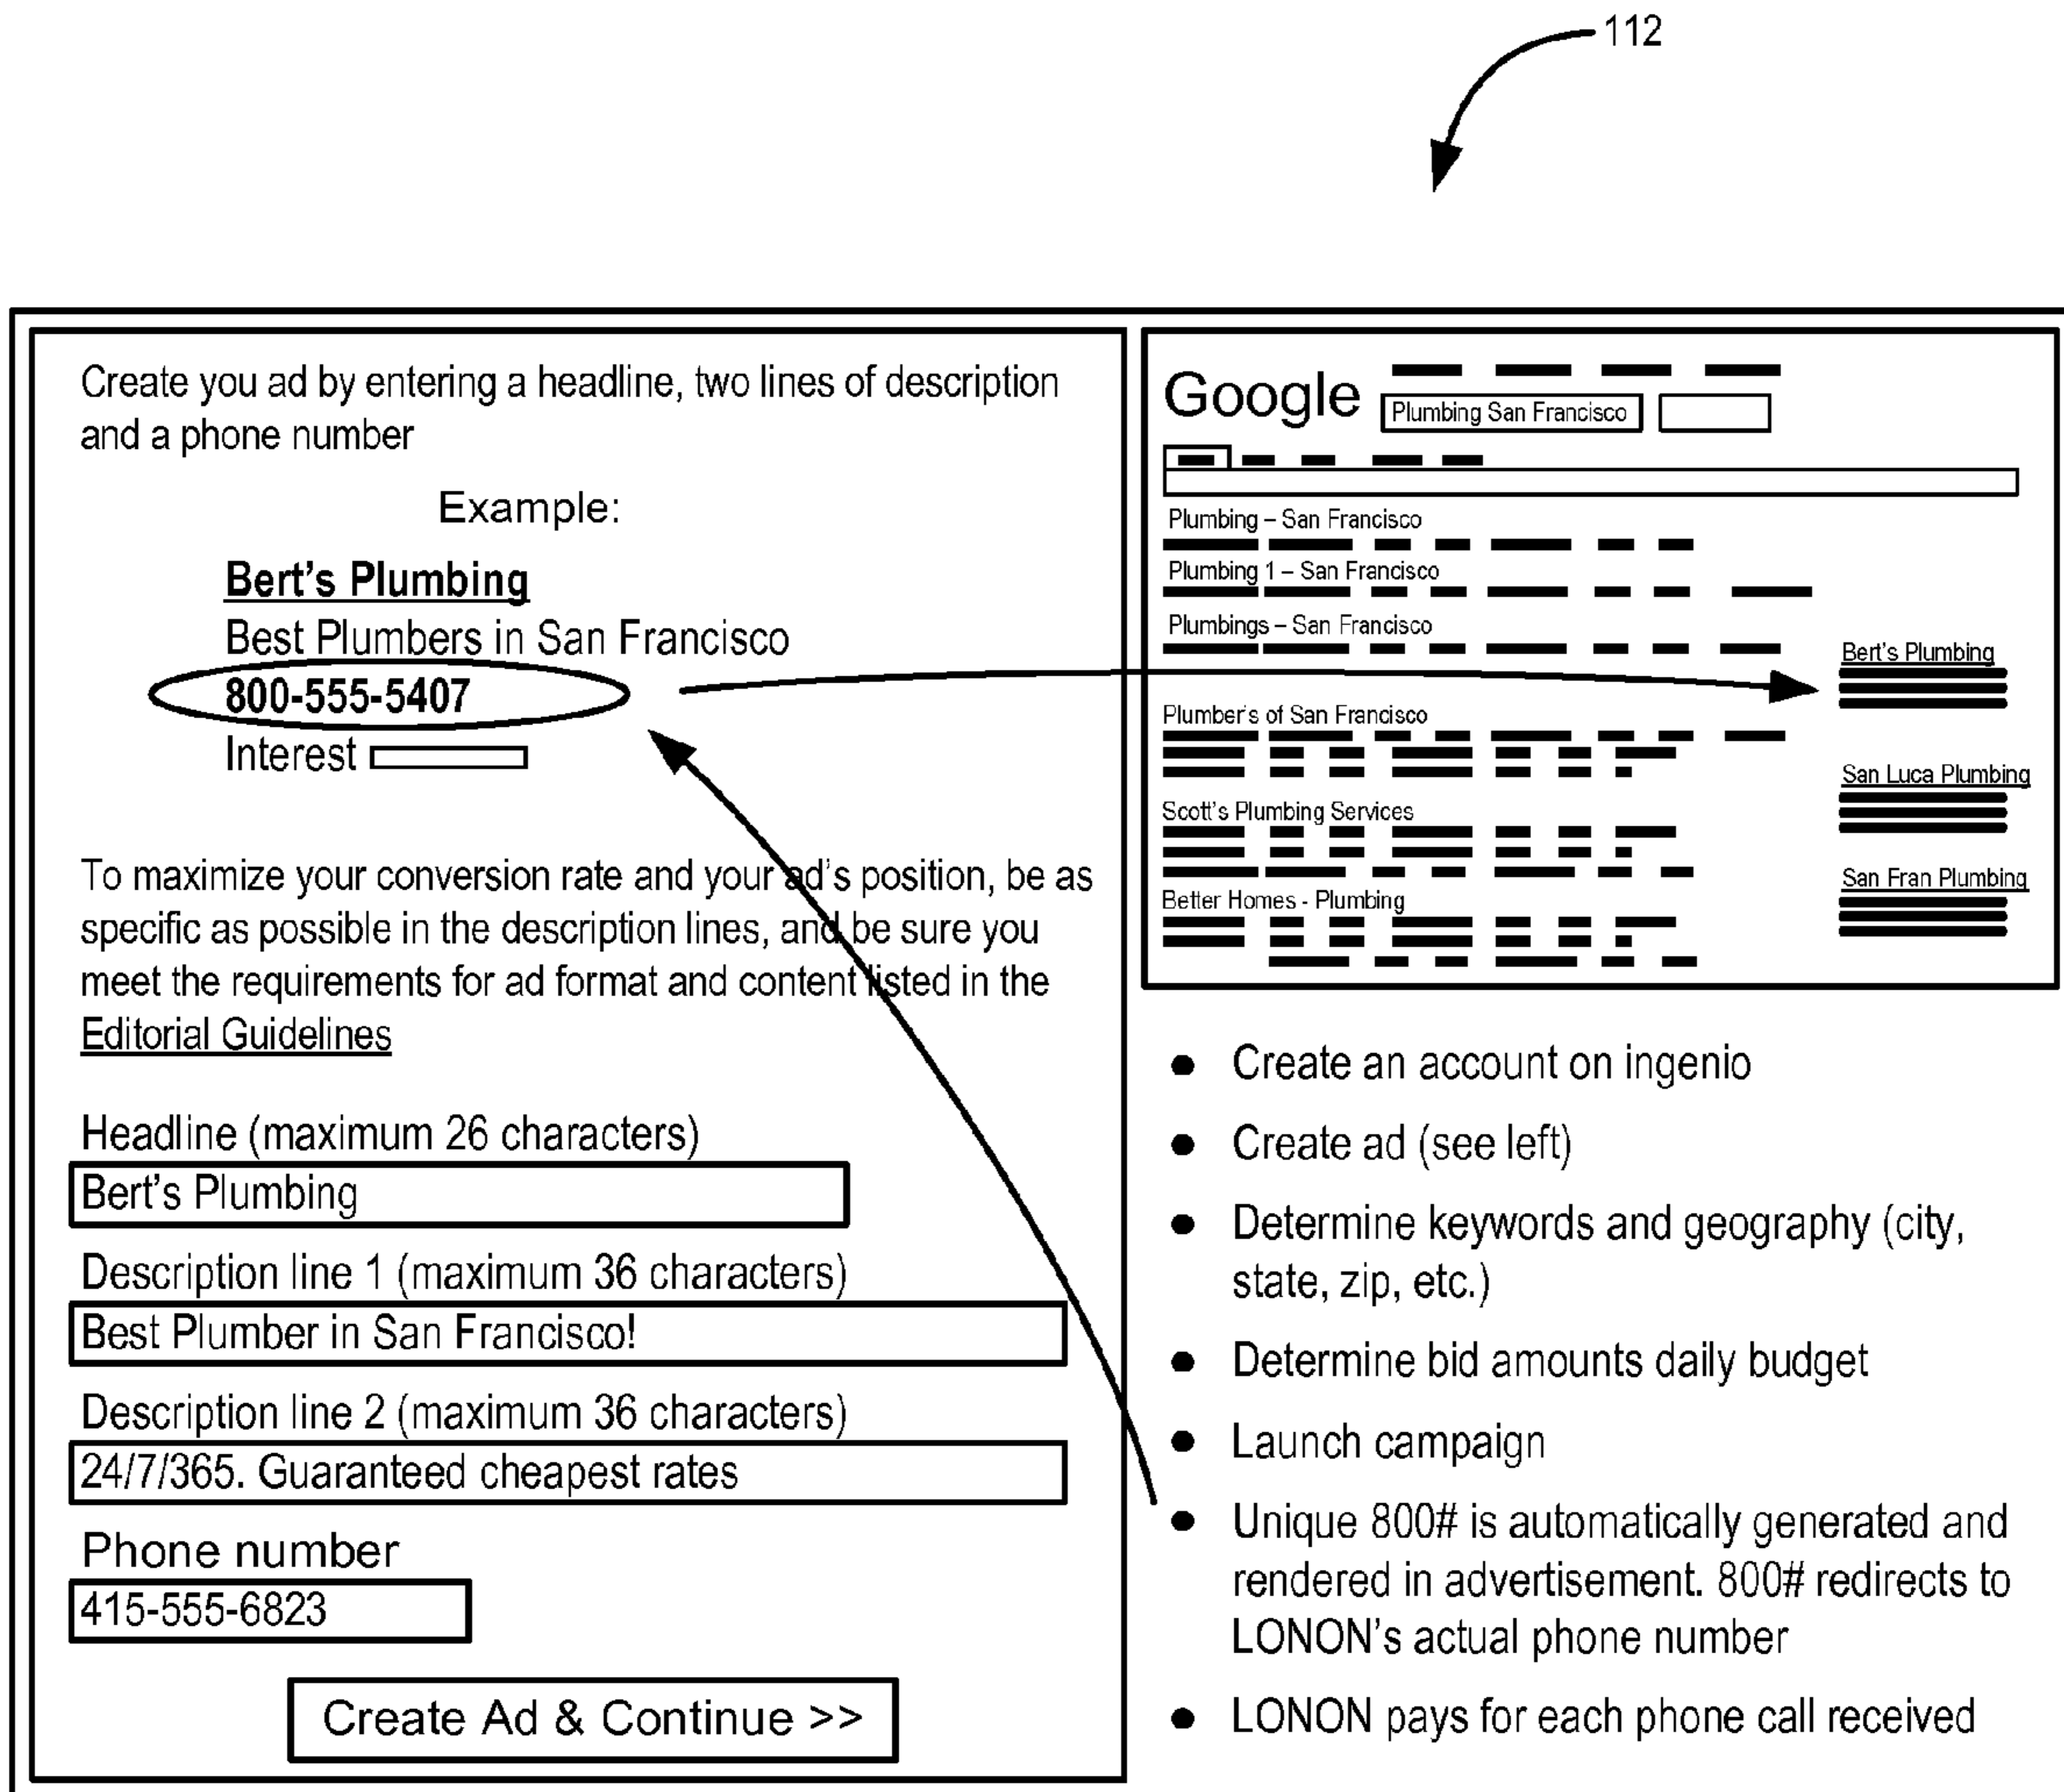 112
Create you ad by entering a headline, two lines of description
and a phone number
Example:
Bert's Plumbing
Best Plumbers in San Francisco
800-555-5407
Interest
To maximize your conversion rate and your ad's position, be as
specific as possible in the description lines, and be sure you
meet the requirements for ad format and content listed in the
Editorial Guidelines
Headline (maximum 26 characters)
Bert's Plumbing
Description line 1 (maximum 36 characters)
Best Plumber in San Francisco!
Description line 2 (maximum 36 characters)
24/7/365. Guaranteed cheapest rates
Phone number
415-555-6823
Create Ad & Continue >>
Google
Plumbing San Francisco
Plumbing – San Francisco
Plumbing 1 – San Francisco
Plumbings – San Francisco
Plumber's of San Francisco
Scott's Plumbing Services
Better Homes - Plumbing
Bert's Plumbing
San Luca Plumbing
San Fran Plumbing
● Create an account on ingenio
● Create ad (see left)
● Determine keywords and geography (city,
state, zip, etc.)
● Determine bid amounts daily budget
● Launch campaign
● Unique 800# is automatically generated and
rendered in advertisement. 800# redirects to
LONON's actual phone number
● LONON pays for each phone call received